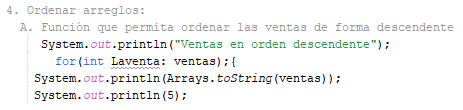 4. Ordenar arreglos:
A. Función que permita ordenar las ventas de forma descendente
System.out.println("Ventas en orden descendente");
for(int Laventa: ventas);{
System.out.println(Arrays.toString(ventas));
System.out.println(5);